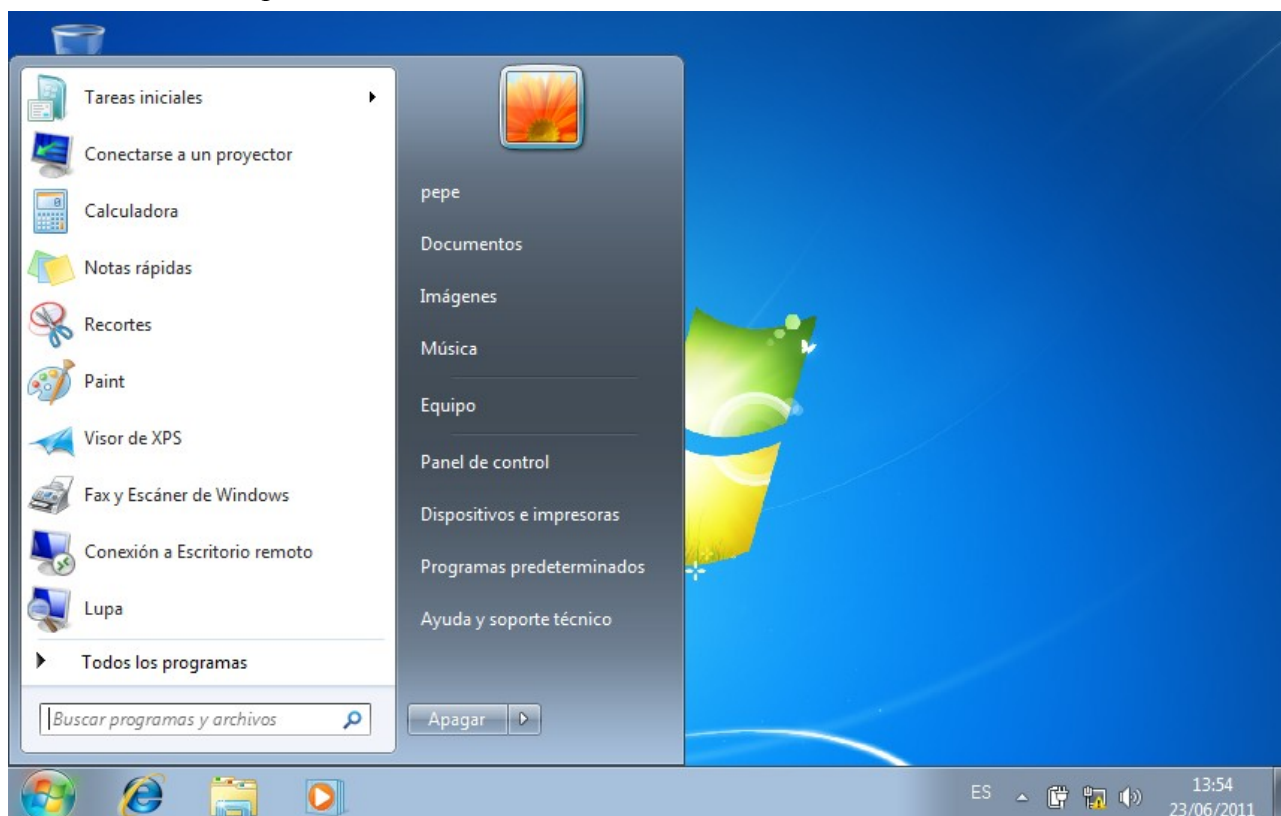 Tareas iniciales
Conectarse a un proyector
Calculadora
Notas rápidas
Recortes
Paint
Visor de XPS
Fax y Escáner de Windows
Conexión a Escritorio remoto
Lupa
Todos los programas
Buscar programas y archivos
pepe
Documentos
Imágenes
Música
Equipo
Panel de control
Dispositivos e impresoras
Programas predeterminados
Ayuda y soporte técnico
Apagar
ES
13:54
23/06/2011